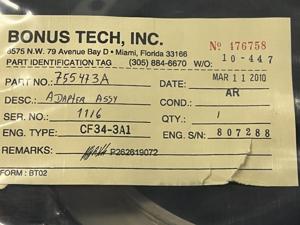 BONUS TECH, INC.
8575 N.W. 79 Avenue Bay D • Miami, Florida 33166
Nº 476758
PART IDENTIFICATION TAG (305) 884-6670 W/O 10-447
PART NO.: 755473A DATE: MAR 11 2010
DESC.: ADAPTER ASSY COND.: AR
SER. NO.: 1116 QTY.: 1
ENG. TYPE: CF34-3A1 ENG. S/N: 807288
REMARKS: P262619072
FORM: BT02